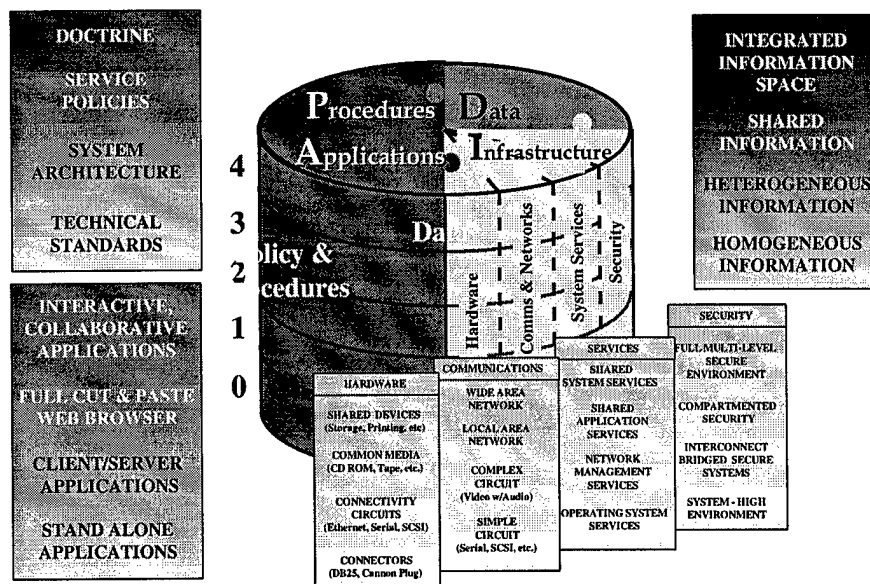 DOCTRINE
SERVICE
POLICIES
SYSTEM
ARCHITECTURE
TECHNICAL
STANDARDS
INTERACTIVE,
COLLABORATIVE
APPLICATIONS
FULL CUT & PASTE
WEB BROWSER
CLIENT/SERVER
APPLICATIONS
STAND ALONE
APPLICATIONS
4
3
2
1
0
Procedures
Data
Applications
Infrastructure
Da
olicy &
ocedures
Hardware
Comms & Networks
System Services
Security
INTEGRATED
INFORMATION
SPACE
SHARED
INFORMATION
HETEROGENEOUS
INFORMATION
HOMOGENEOUS
INFORMATION
HARDWARE
SHARED DEVICES
(Storage, Printing, etc)
COMMON MEDIA
(CD ROM, Tape, etc.)
CONNECTIVITY
CIRCUITS
(Ethernet, Serial, SCSI)
CONNECTORS
(DB25, Cannon Plug)
COMMUNICATIONS
WIDE AREA
NETWORK
LOCAL AREA
NETWORK
COMPLEX
CIRCUIT
(Video w/Audio)
SIMPLE
CIRCUIT
(Serial, SCSI, etc.)
SERVICES
SHARED
SYSTEM SERVICES
SHARED
APPLICATION
SERVICES
NETWORK
MANAGEMENT
SERVICES
OPERATING SYSTEM
SERVICES
SECURITY
FULL MULTI-LEVEL
SECURE
ENVIRONMENT
COMPARTMENTED
SECURITY
INTERCONNECT
BRIDGED SECURE
SYSTEMS
SYSTEM - HIGH
ENVIRONMENT